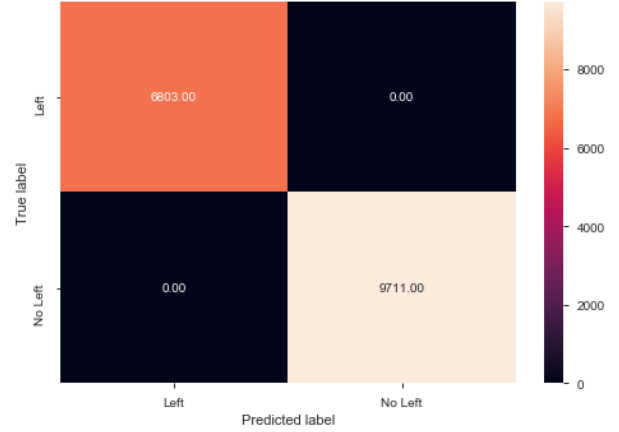 6803.00 0.00
0.00 9711.00
Left
No Left
True label
Left No Left
Predicted label
8000
6000
4000
2000
0